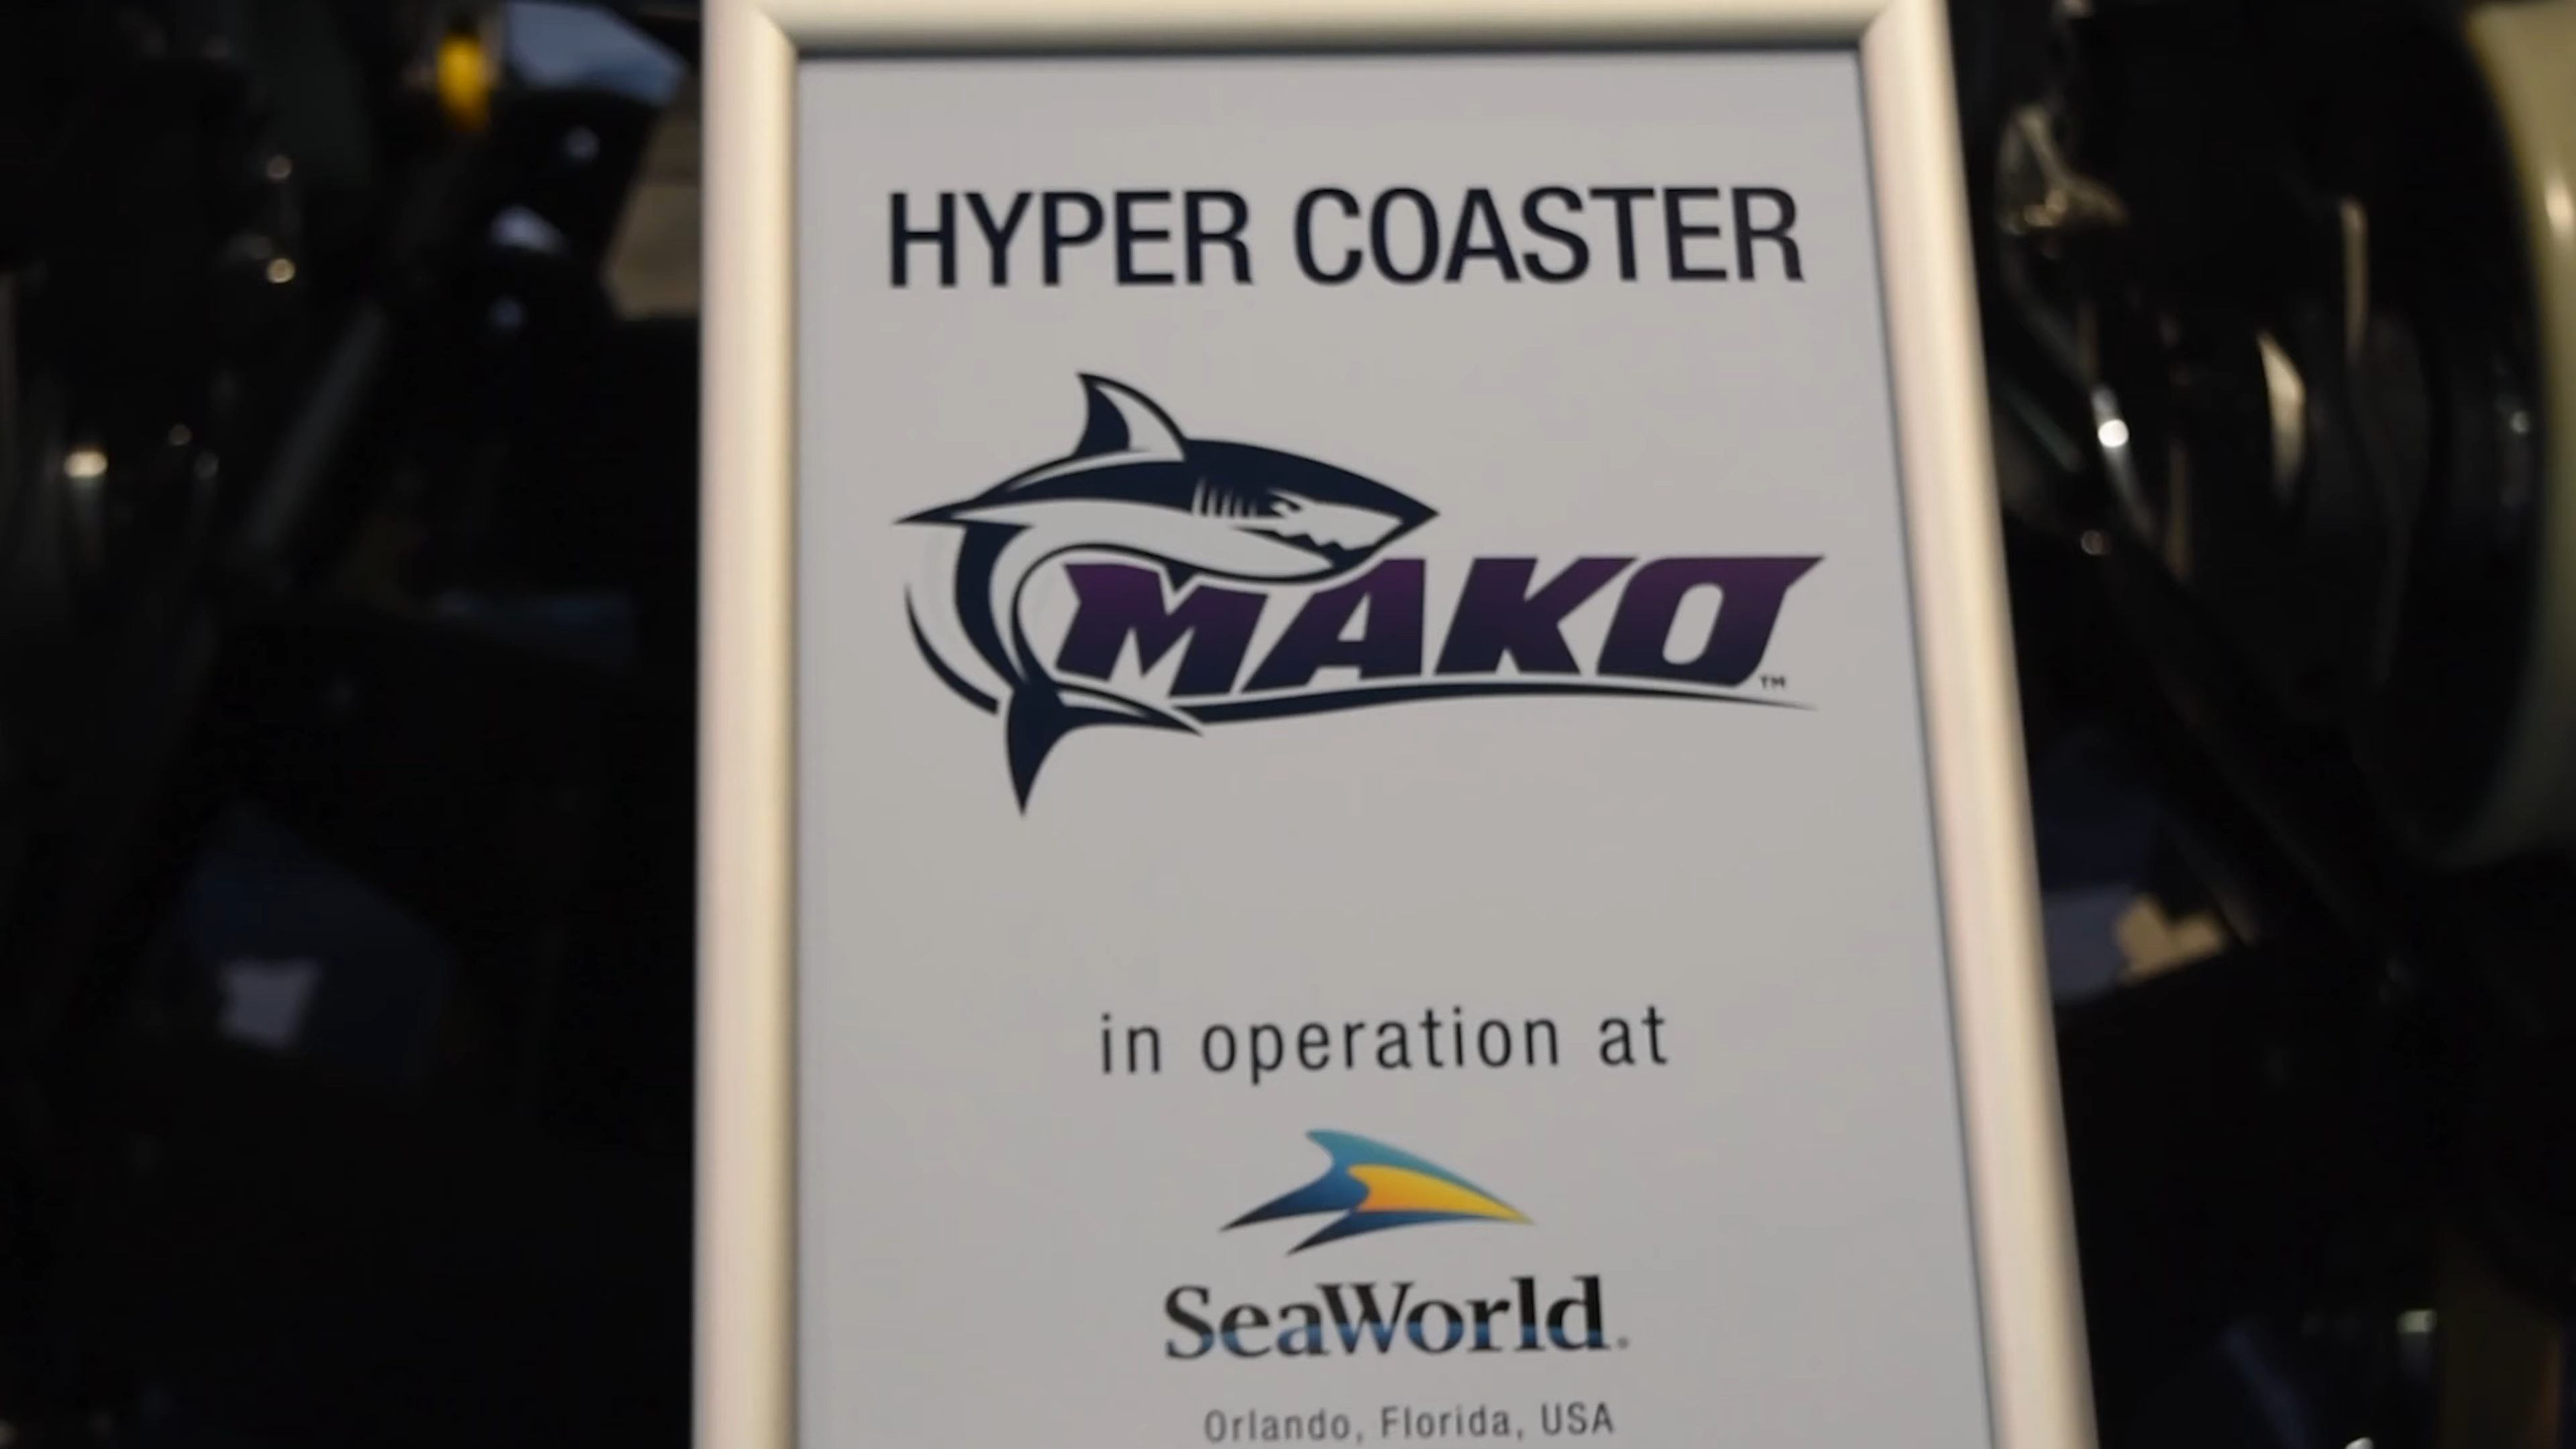 HYPER COASTER
MAKO™
in operation at
SeaWorld®
Orlando, Florida, USA